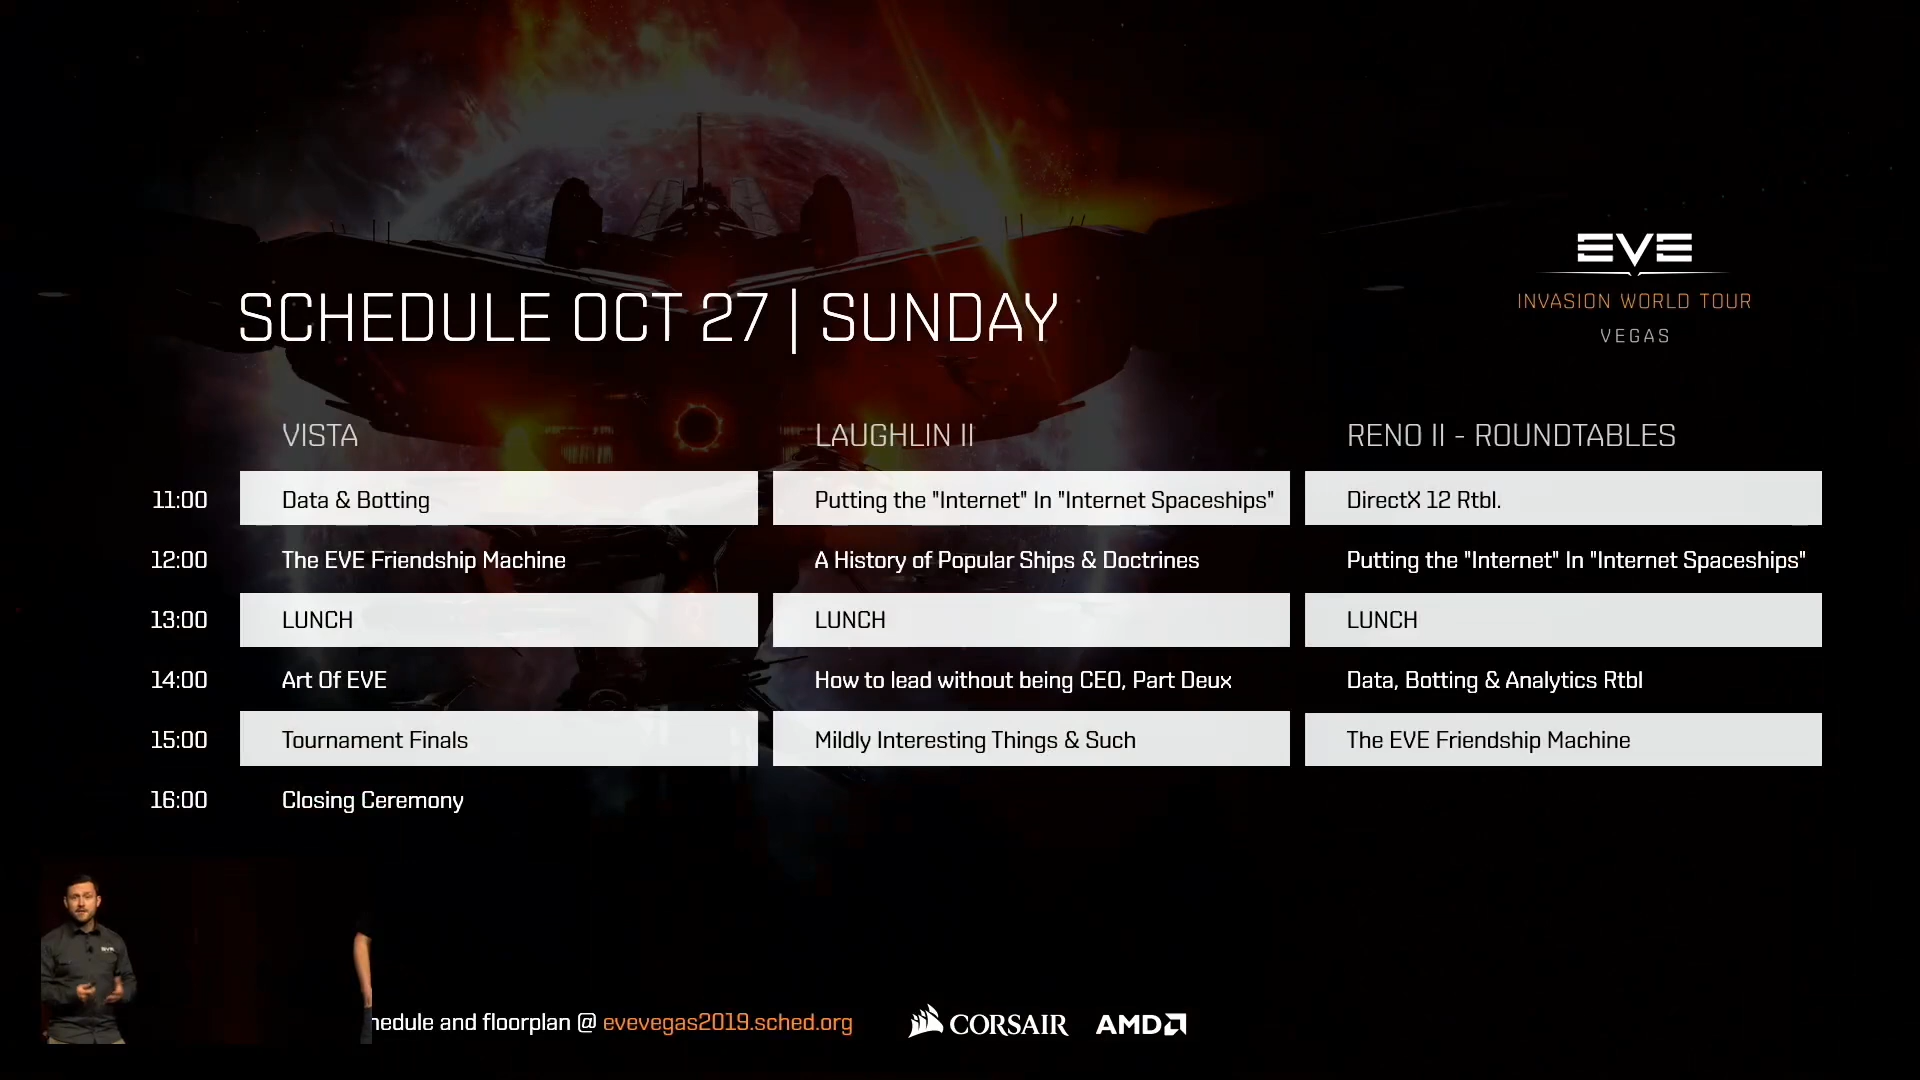 EVE
INVASION WORLD TOUR
VEGAS
SCHEDULE OCT 27 | SUNDAY
VISTA LAUGHLIN II RENO II - ROUNDTABLES
11:00 Data & Botting Putting the "Internet" In "Internet Spaceships" DirectX 12 Rtbl.
12:00 The EVE Friendship Machine A History of Popular Ships & Doctrines Putting the "Internet" In "Internet Spaceships"
13:00 LUNCH LUNCH LUNCH
14:00 Art Of EVE How to lead without being CEO, Part Deux Data, Botting & Analytics Rtbl
15:00 Tournament Finals Mildly Interesting Things & Such The EVE Friendship Machine
16:00 Closing Ceremony
EVE
hedule and floorplan @ evevegas2019.sched.org CORSAIR AMD